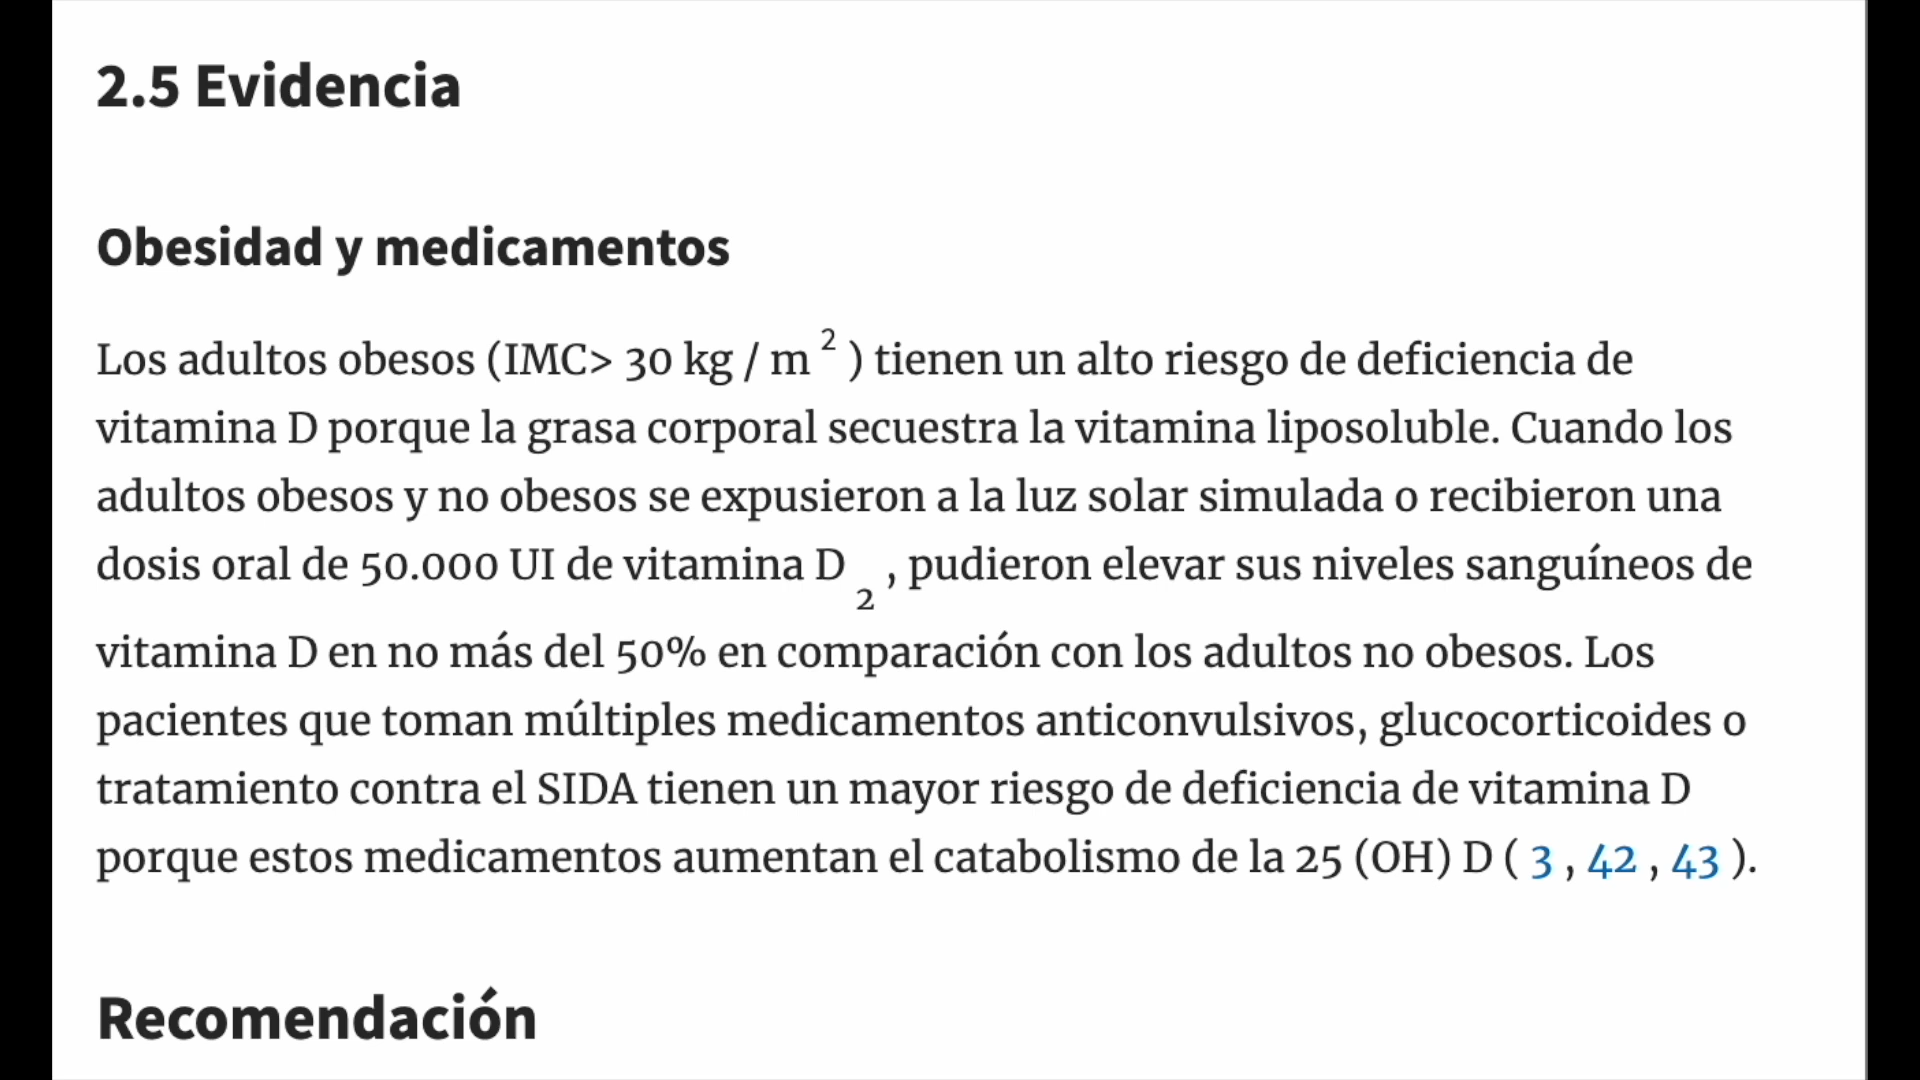 2.5 Evidencia
Obesidad y medicamentos
Los adultos obesos (IMC> 30 kg / m ² ) tienen un alto riesgo de deficiencia de
vitamina D porque la grasa corporal secuestra la vitamina liposoluble. Cuando los
adultos obesos y no obesos se expusieron a la luz solar simulada o recibieron una
dosis oral de 50.000 UI de vitamina D ₂ , pudieron elevar sus niveles sanguíneos de
vitamina D en no más del 50% en comparación con los adultos no obesos. Los
pacientes que toman múltiples medicamentos anticonvulsivos, glucocorticoides o
tratamiento contra el SIDA tienen un mayor riesgo de deficiencia de vitamina D
porque estos medicamentos aumentan el catabolismo de la 25 (OH) D ( 3 , 42 , 43 ).
Recomendación